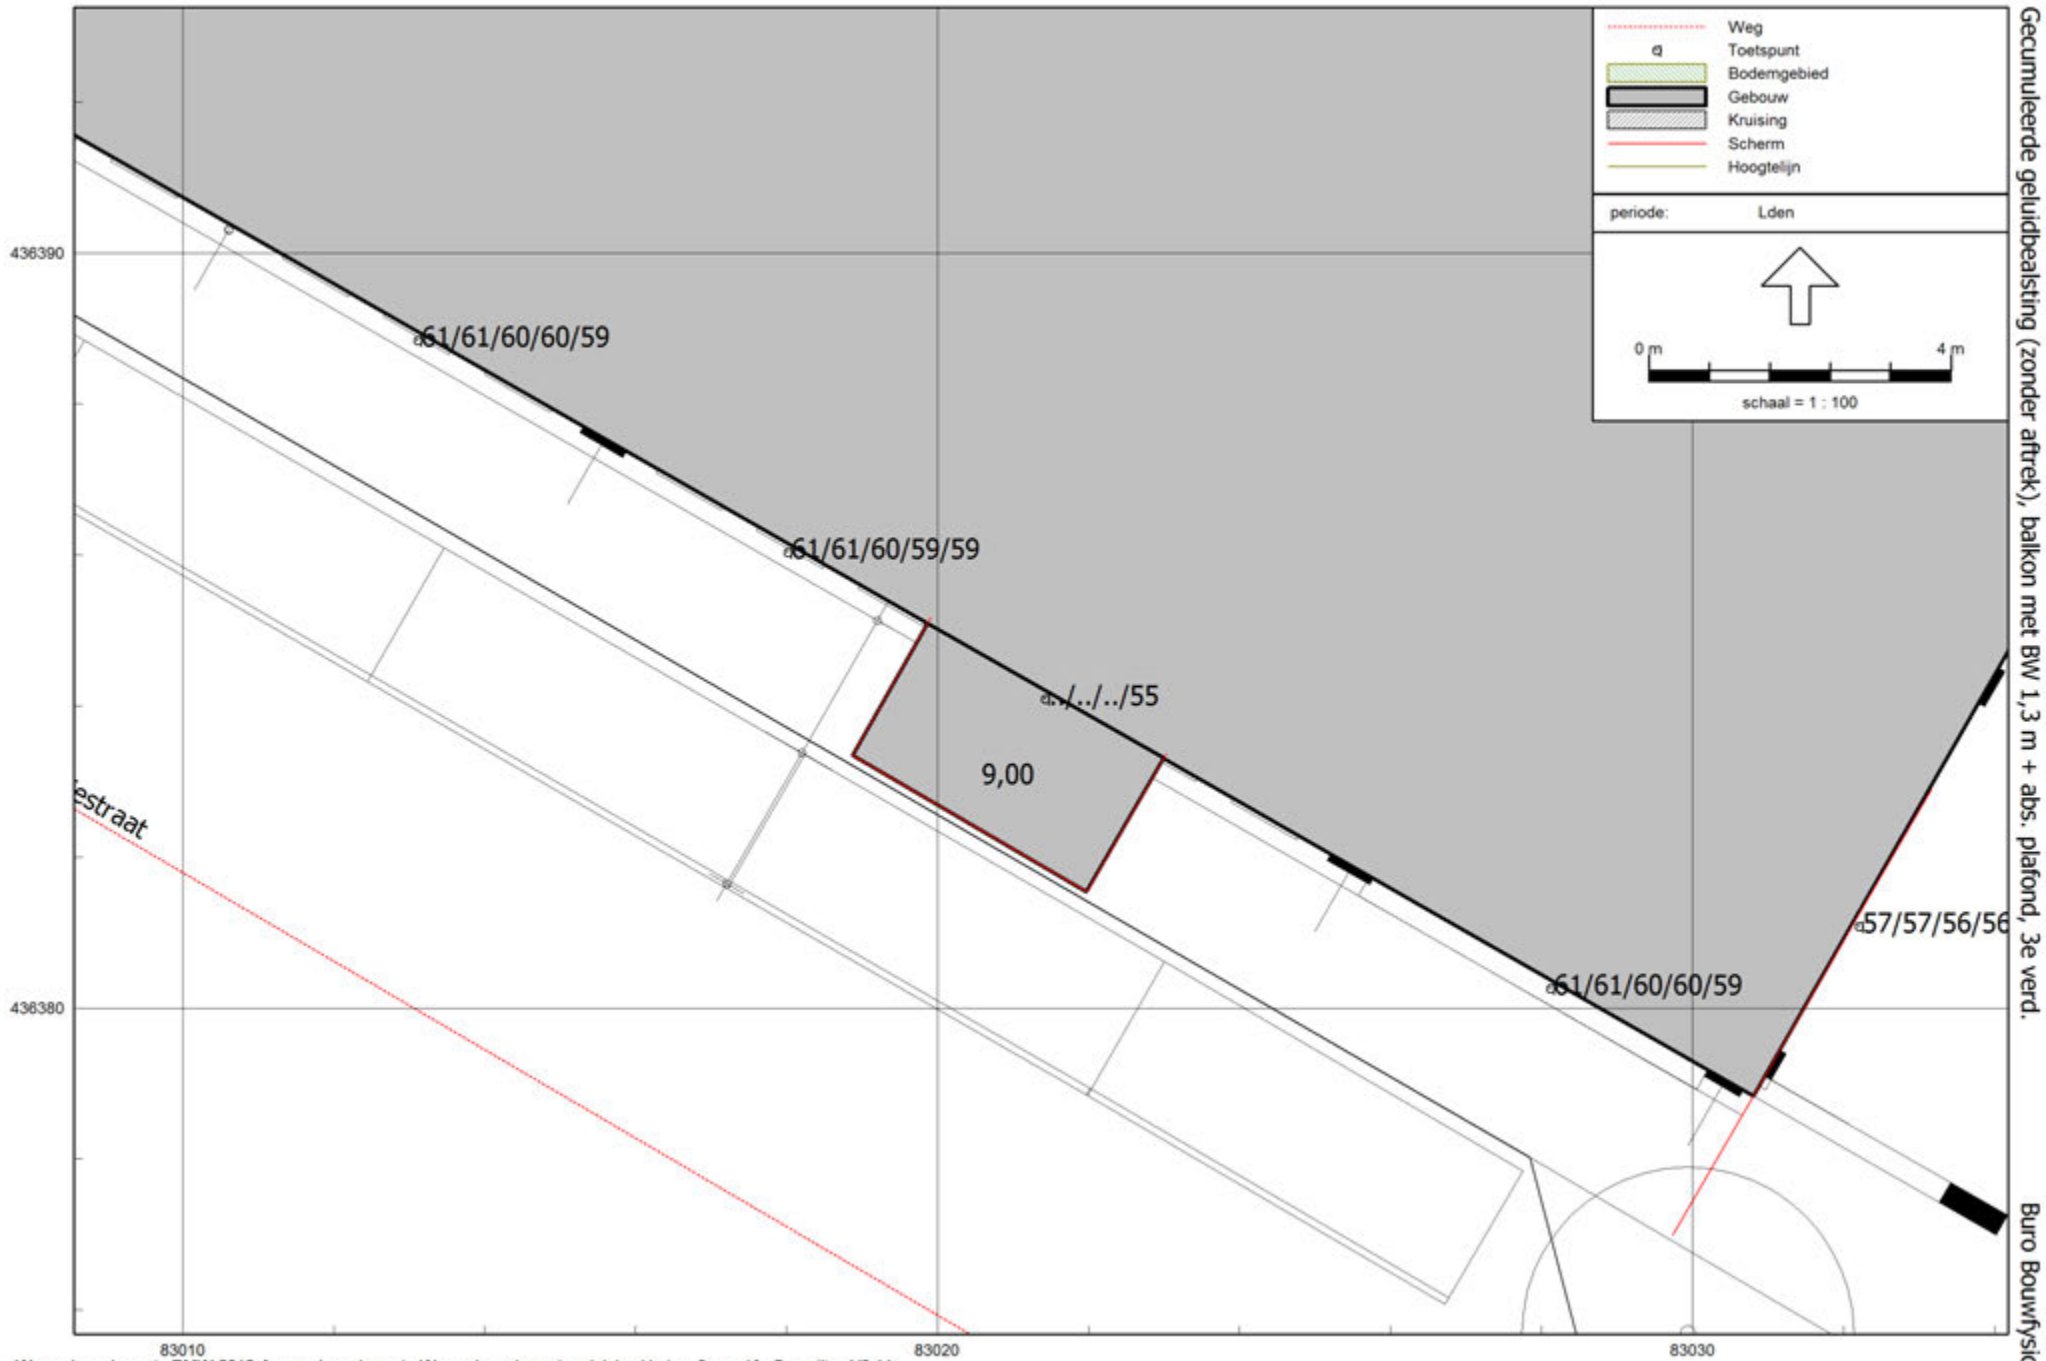 Weg
Toetspunt
Bodemgebied
Gebouw
Kruising
Scherm
Hoogtelijn
periode: Lden
0 m 4 m
schaal = 1 : 100
436390
61/61/60/60/59
61/61/60/59/59
../../../55
9,00
estraat
57/57/56/56
61/61/60/60/59
436380
83010 83020 83030
Gecumuleerde geluidbealsting (zonder aftrek), balkon met BW 1,3 m + abs. plafond, 3e verd.
Buro Bouwfysic